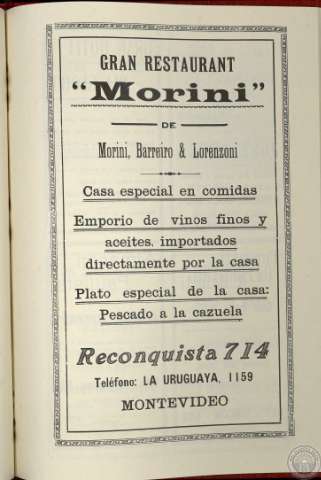 GRAN RESTAURANT
"Morini"
DE
Morini, Barreiro & Lorenzoni
Casa especial en comidas
Emporio de vinos finos y
aceites, importados
directamente por la casa
Plato especial de la casa:
Pescado a la cazuela
Reconquista 714
Teléfono: LA URUGUAYA, 1159
MONTEVIDEO